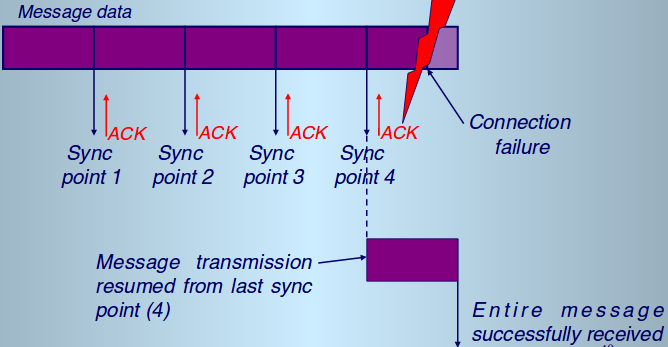 Message data
ACK
ACK
ACK
ACK
Sync
point 1
Sync
point 2
Sync
point 3
Sync
point 4
Connection
failure
Message transmission
resumed from last sync
point (4)
Entire message
successfully received